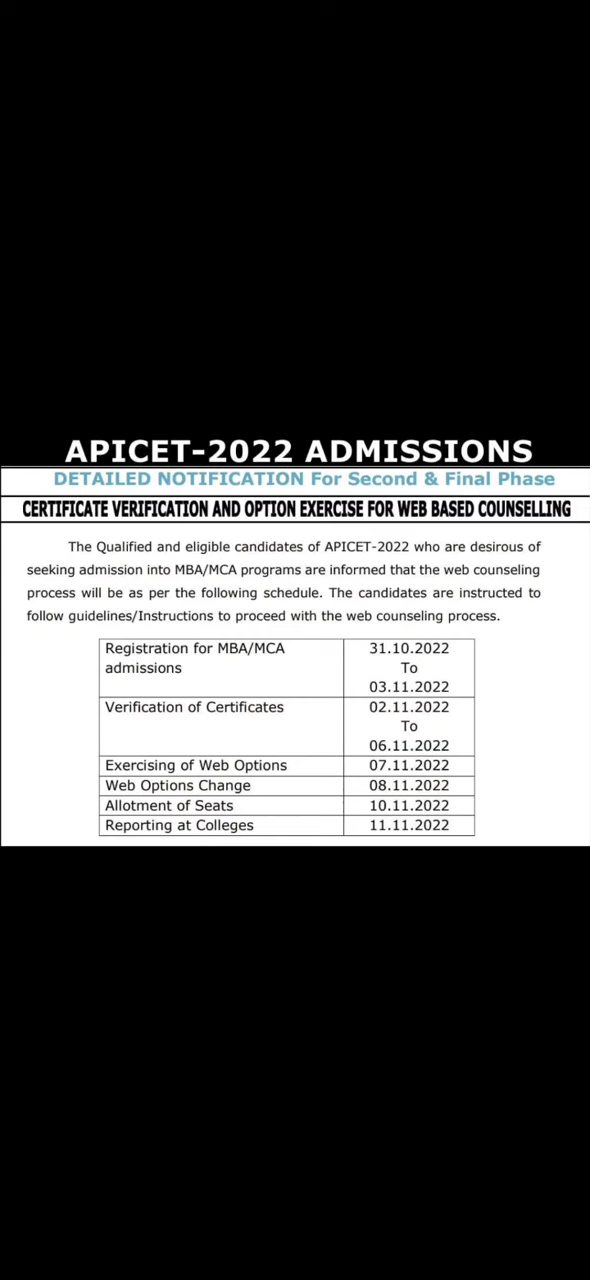 APICET-2022 ADMISSIONS
DETAILED NOTIFICATION For Second & Final Phase
CERTIFICATE VERIFICATION AND OPTION EXERCISE FOR WEB BASED COUNSELLING
The Qualified and eligible candidates of APICET-2022 who are desirous of
seeking admission into MBA/MCA programs are informed that the web counseling
process will be as per the following schedule. The candidates are instructed to
follow guidelines/Instructions to proceed with the web counseling process.
Registration for MBA/MCA 31.10.2022
admissions To
03.11.2022
Verification of Certificates 02.11.2022
To
06.11.2022
Exercising of Web Options 07.11.2022
Web Options Change 08.11.2022
Allotment of Seats 10.11.2022
Reporting at Colleges 11.11.2022